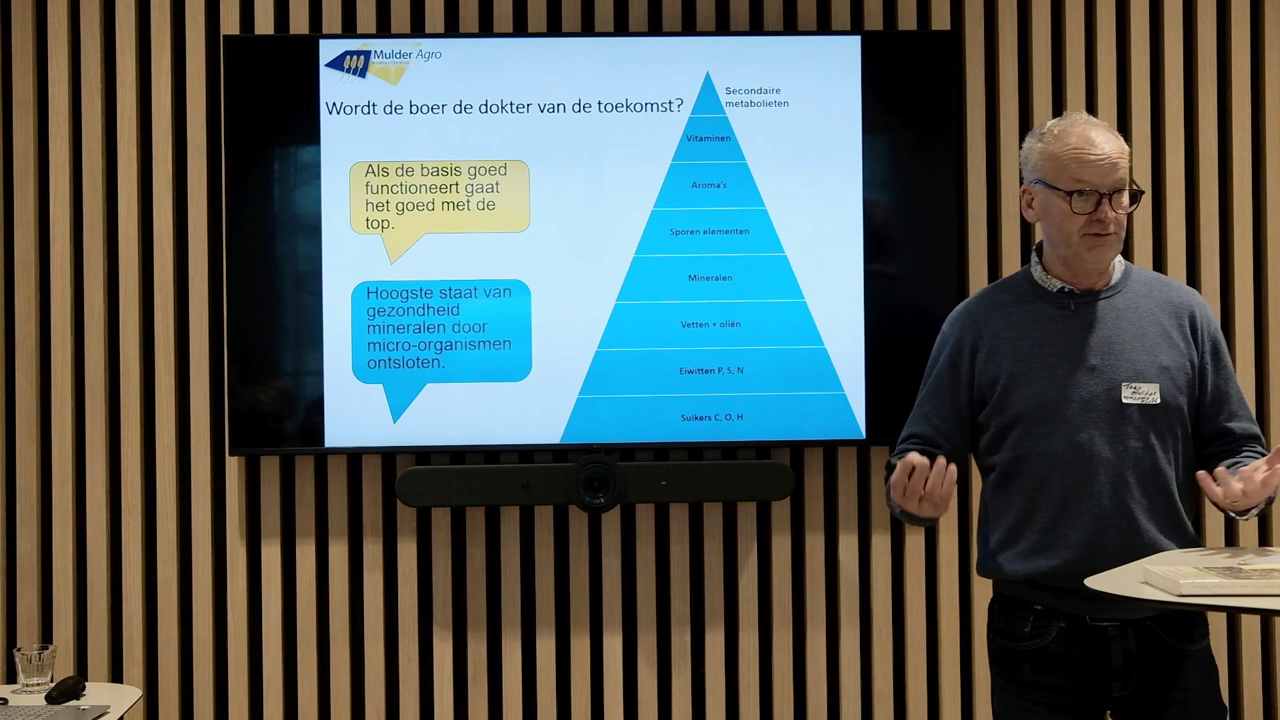 Mulder Agro
Wordt de boer de dokter van de toekomst?
Als de basis goed
functioneert gaat
het goed met de
top.
Hoogste staat van
gezondheid
mineralen door
micro-organismen
ontsloten.
Secondaire
metabolieten
Vitaminen
Aroma's
Sporen elementen
Mineralen
Vetten + oliën
Eiwitten P, S, N
Suikers C, O, H
Mulder